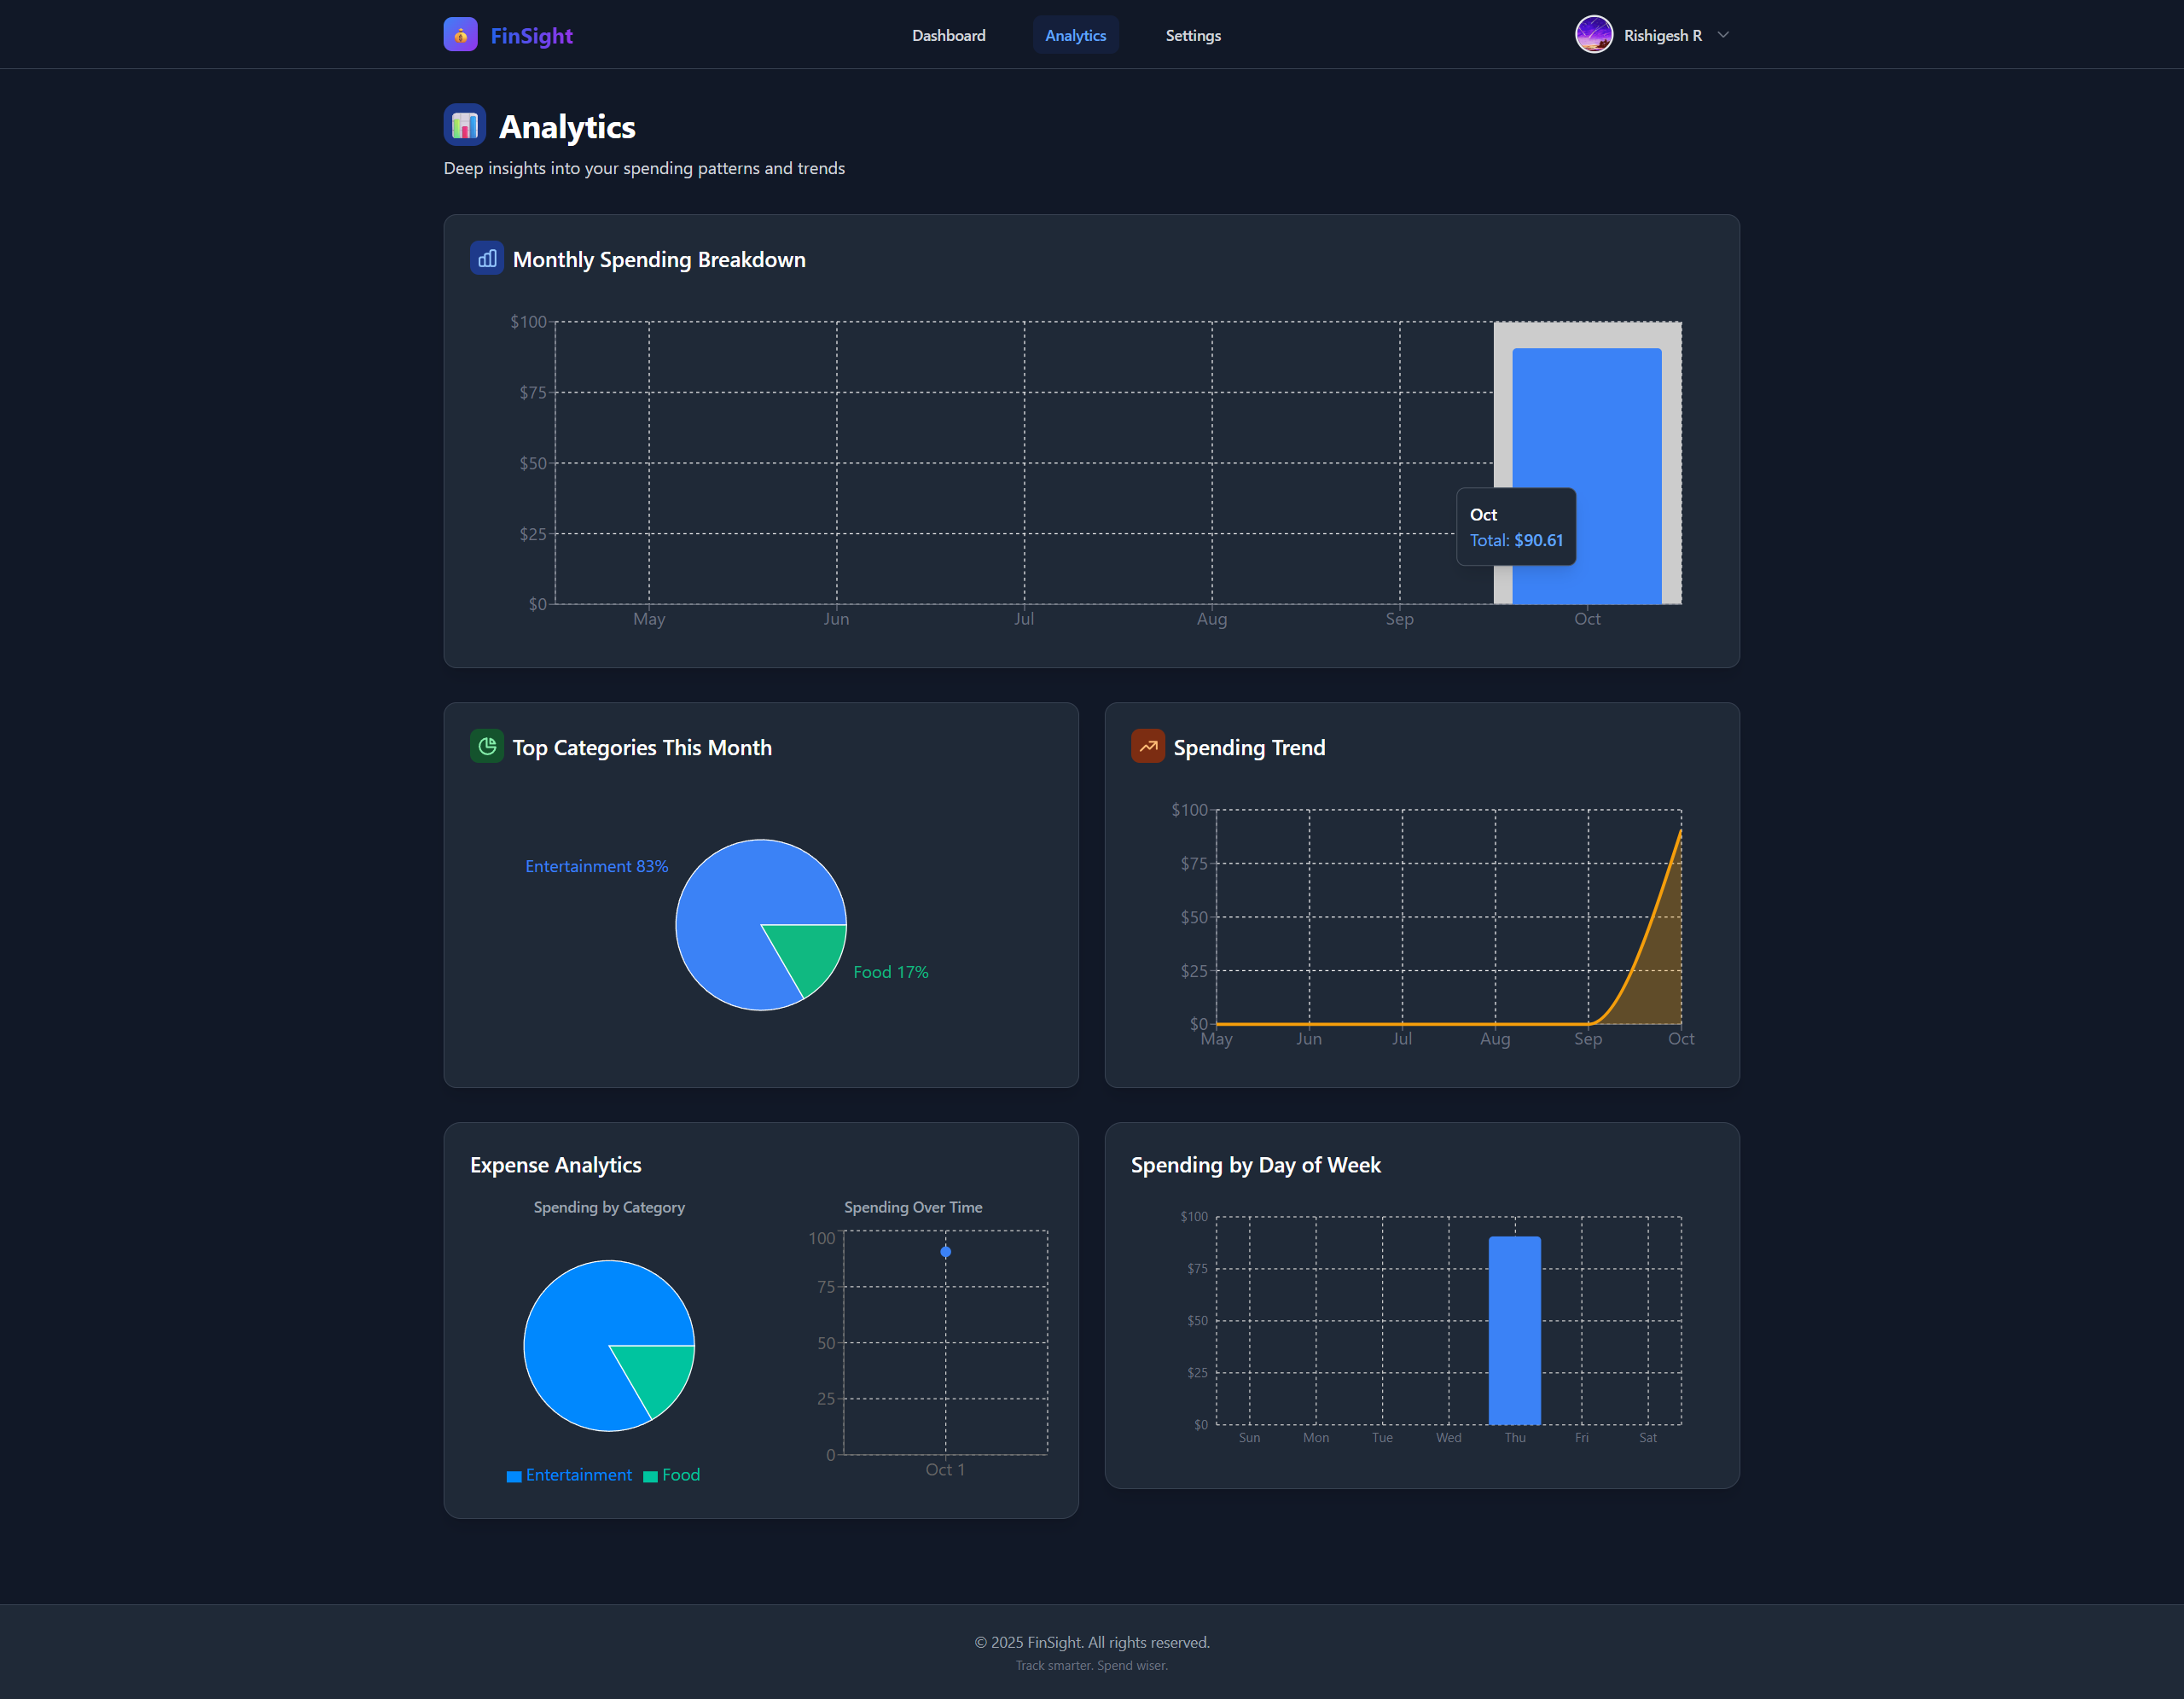 FinSight
Dashboard
Analytics
Settings
Rishigesh R
Analytics
Deep insights into your spending patterns and trends
Monthly Spending Breakdown
$100
$75
$50
$25
$0
May
Jun
Jul
Aug
Sep
Oct
Oct
Total: $90.61
Top Categories This Month
Entertainment 83%
Food 17%
Spending Trend
$100
$75
$50
$25
$0
May
Jun
Jul
Aug
Sep
Oct
Expense Analytics
Spending by Category
Entertainment
Food
Spending Over Time
100
75
50
25
0
Oct 1
Spending by Day of Week
$100
$75
$50
$25
$0
Sun
Mon
Tue
Wed
Thu
Fri
Sat
© 2025 FinSight. All rights reserved.
Track smarter. Spend wiser.